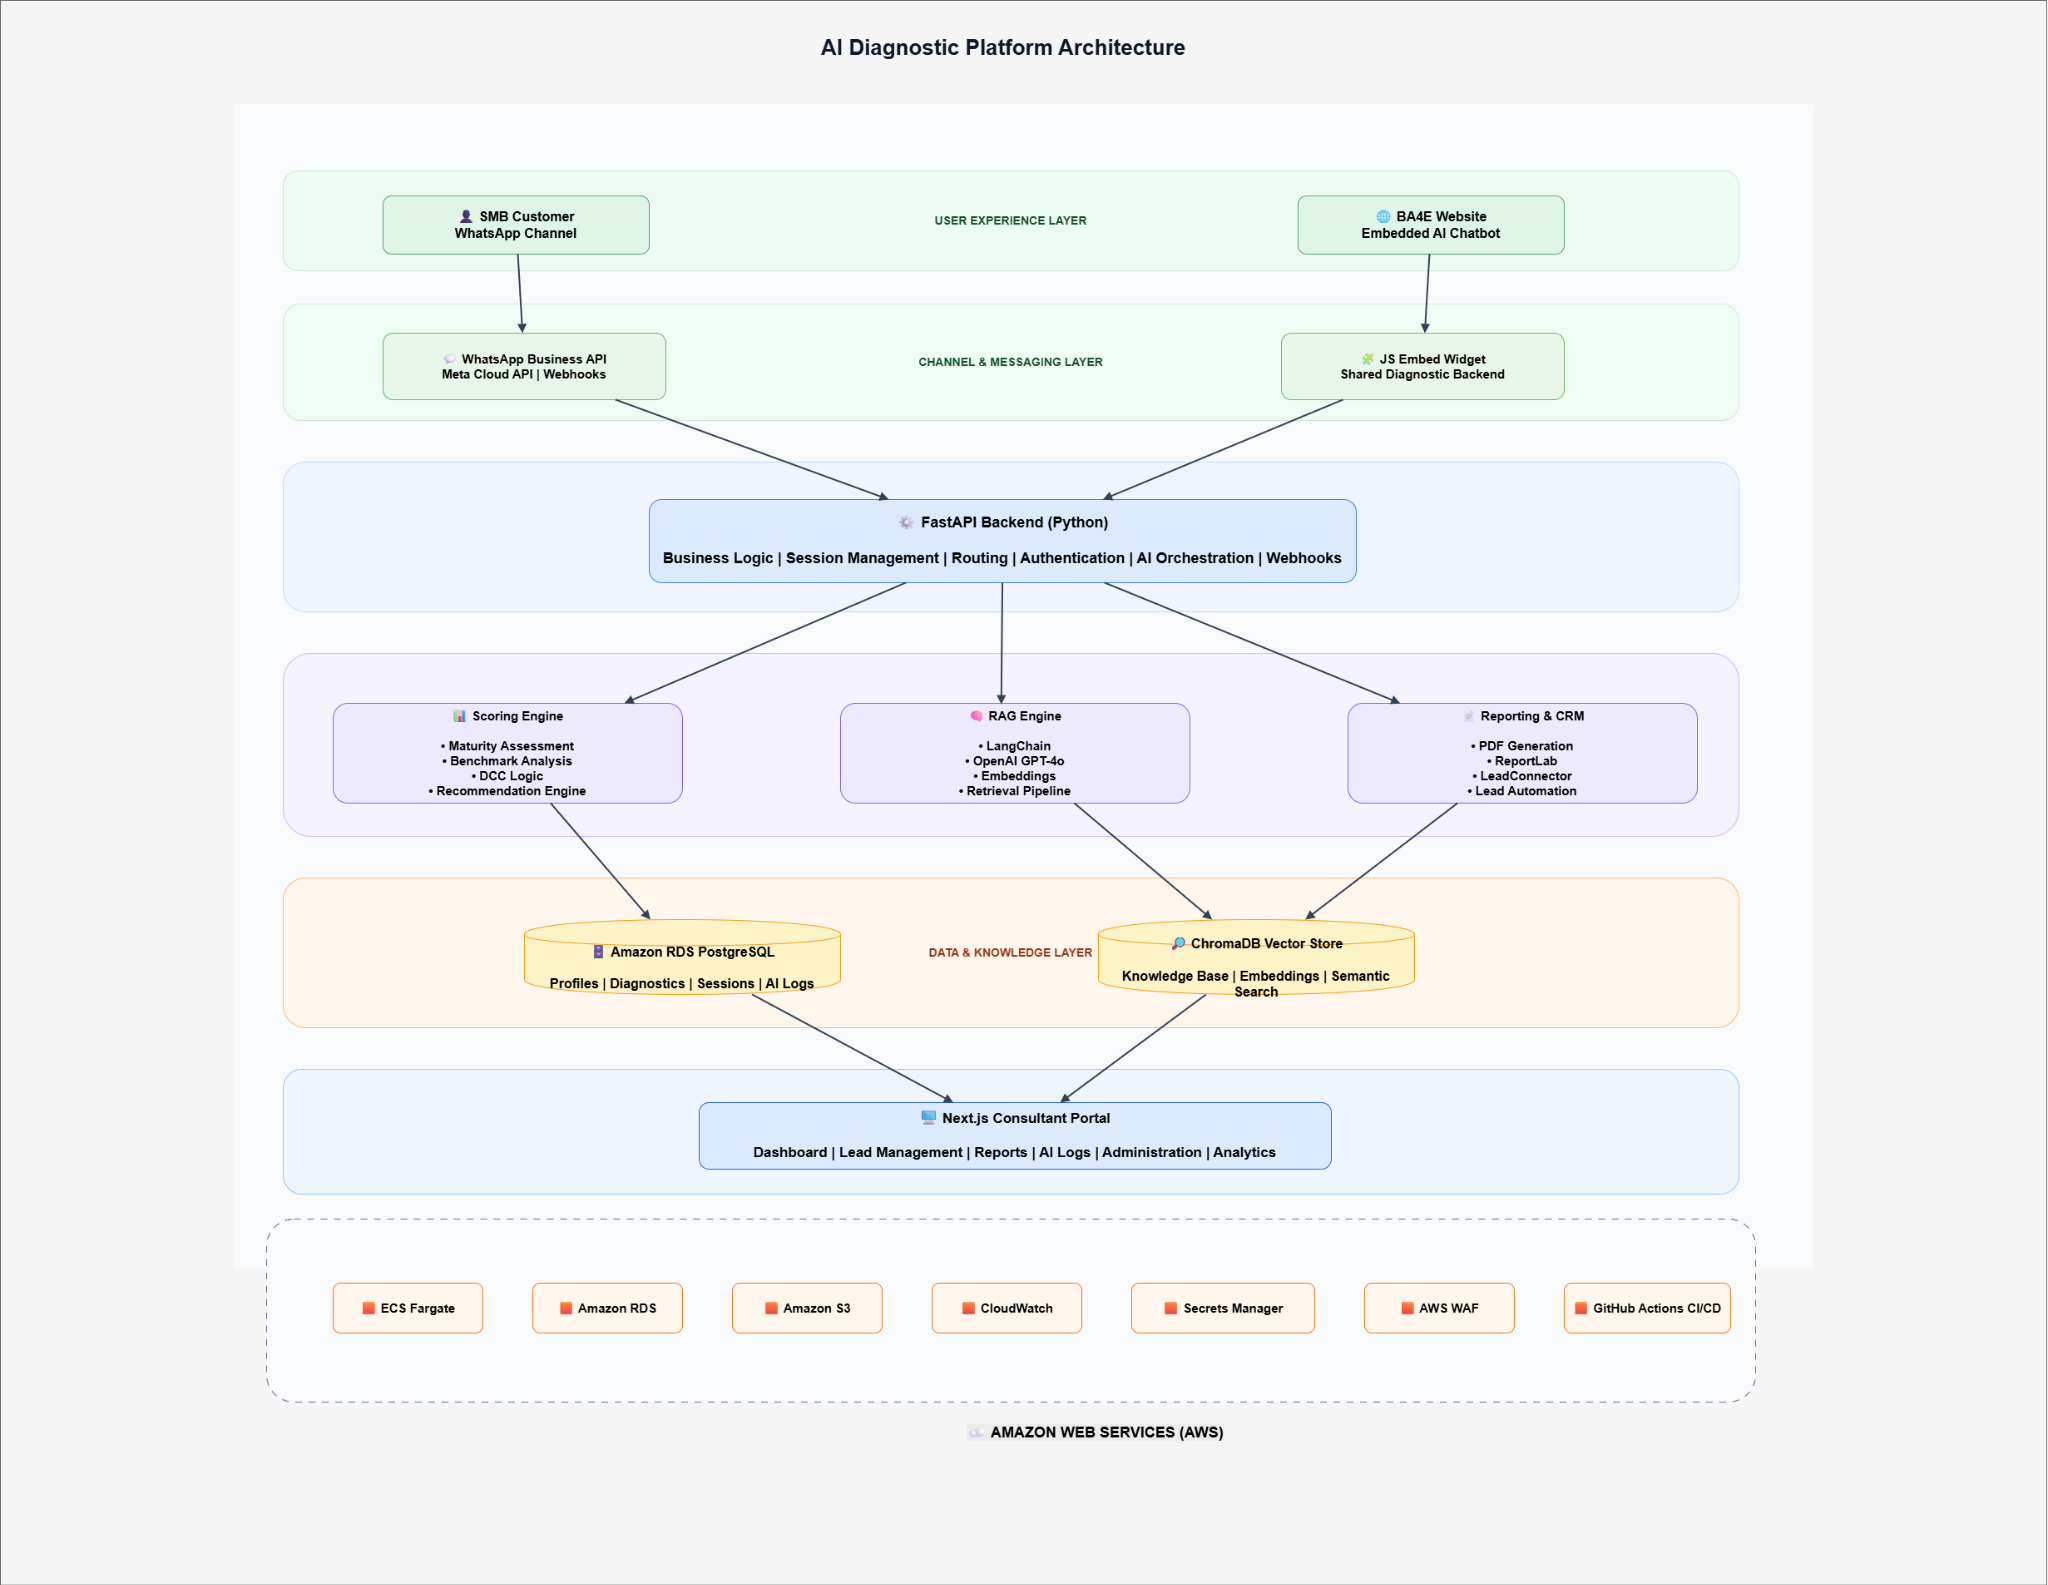 AI Diagnostic Platform Architecture
SMB Customer
WhatsApp Channel
USER EXPERIENCE LAYER
BA4E Website
Embedded AI Chatbot
WhatsApp Business API
Meta Cloud API | Webhooks
CHANNEL & MESSAGING LAYER
JS Embed Widget
Shared Diagnostic Backend
FastAPI Backend (Python)
Business Logic | Session Management | Routing | Authentication | AI Orchestration | Webhooks
Scoring Engine
• Maturity Assessment
• Benchmark Analysis
• DCC Logic
• Recommendation Engine
RAG Engine
• LangChain
• OpenAI GPT-4o
• Embeddings
• Retrieval Pipeline
Reporting & CRM
• PDF Generation
• ReportLab
• LeadConnector
• Lead Automation
Amazon RDS PostgreSQL
Profiles | Diagnostics | Sessions | AI Logs
DATA & KNOWLEDGE LAYER
ChromaDB Vector Store
Knowledge Base | Embeddings | Semantic
Search
Next.js Consultant Portal
Dashboard | Lead Management | Reports | AI Logs | Administration | Analytics
ECS Fargate
Amazon RDS
Amazon S3
CloudWatch
Secrets Manager
AWS WAF
GitHub Actions CI/CD
AMAZON WEB SERVICES (AWS)